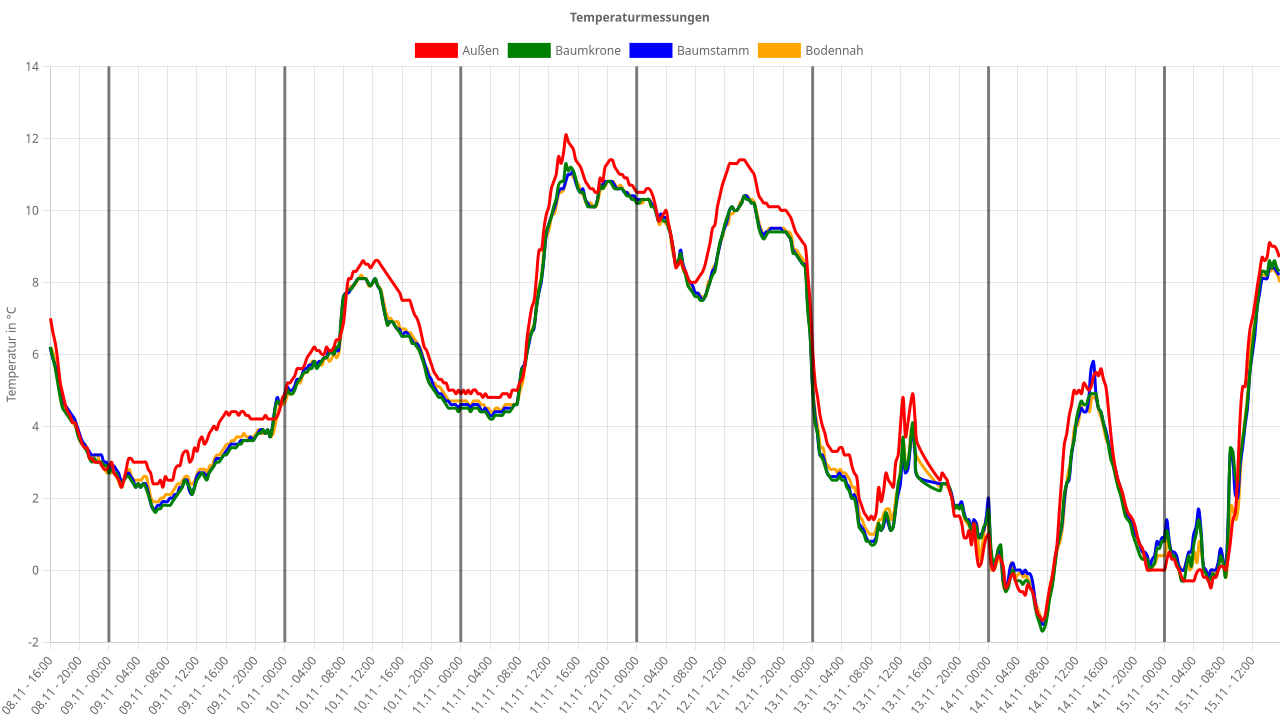 Temperaturmessungen
Außen Baumkrone Baumstamm Bodennah
Temperatur in °C
14
12
10
8
6
4
2
0
-2
08.11 - 16:00
08.11 - 20:00
09.11 - 00:00
09.11 - 04:00
09.11 - 08:00
09.11 - 12:00
09.11 - 16:00
09.11 - 20:00
10.11 - 00:00
10.11 - 04:00
10.11 - 08:00
10.11 - 12:00
10.11 - 16:00
10.11 - 20:00
11.11 - 00:00
11.11 - 04:00
11.11 - 08:00
11.11 - 12:00
11.11 - 16:00
11.11 - 20:00
12.11 - 00:00
12.11 - 04:00
12.11 - 08:00
12.11 - 12:00
12.11 - 16:00
12.11 - 20:00
13.11 - 00:00
13.11 - 04:00
13.11 - 08:00
13.11 - 12:00
13.11 - 16:00
13.11 - 20:00
14.11 - 00:00
14.11 - 04:00
14.11 - 08:00
14.11 - 12:00
14.11 - 16:00
14.11 - 20:00
15.11 - 00:00
15.11 - 04:00
15.11 - 08:00
15.11 - 12:00